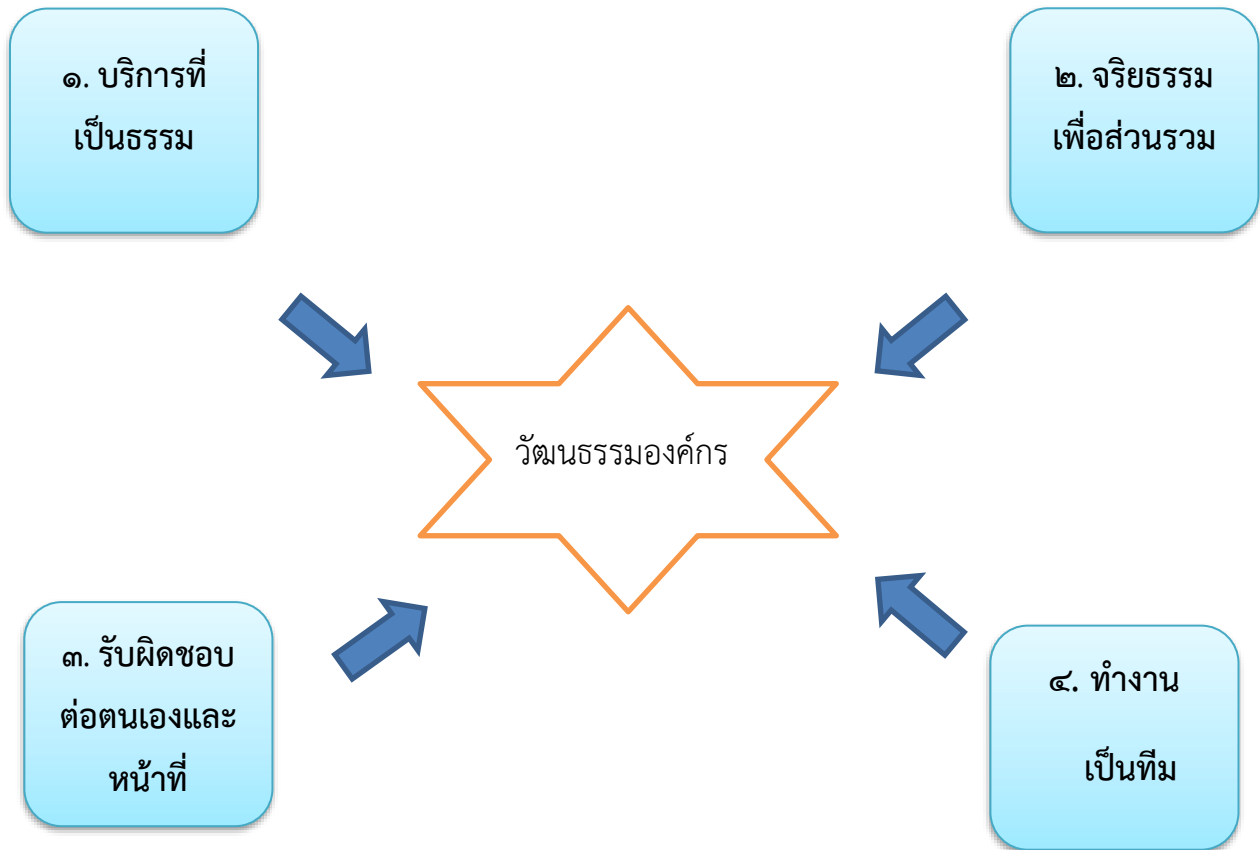 ๑. บริการที่
เป็นธรรม
๒. จริยธรรม
เพื่อส่วนรวม
วัฒนธรรมองค์กร
๓. รับผิดชอบ
ต่อตนเองและ
หน้าที่
๔. ทำงาน
เป็นทีม